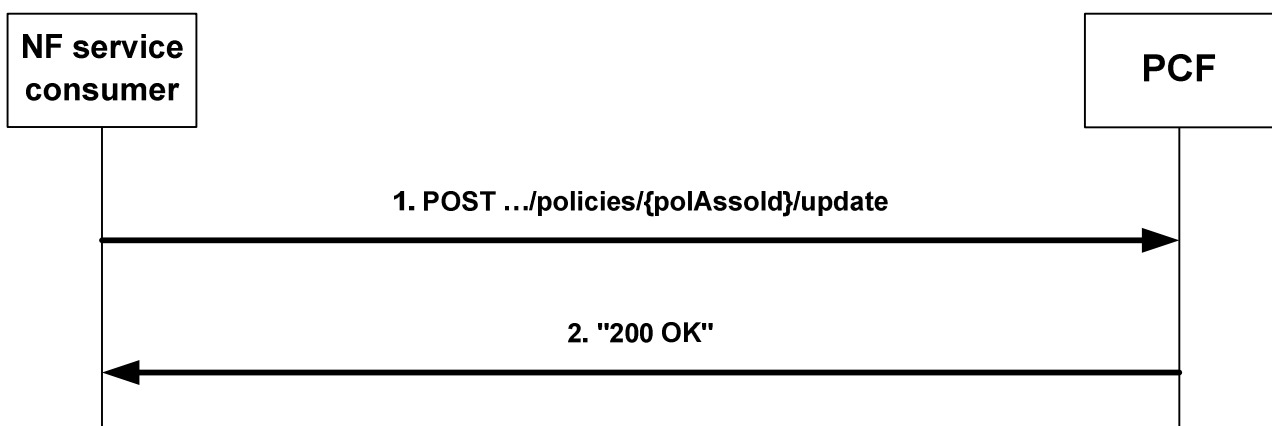 NF service
consumer
PCF
1. POST …/policies/{polAssoId}/update
2. "200 OK"